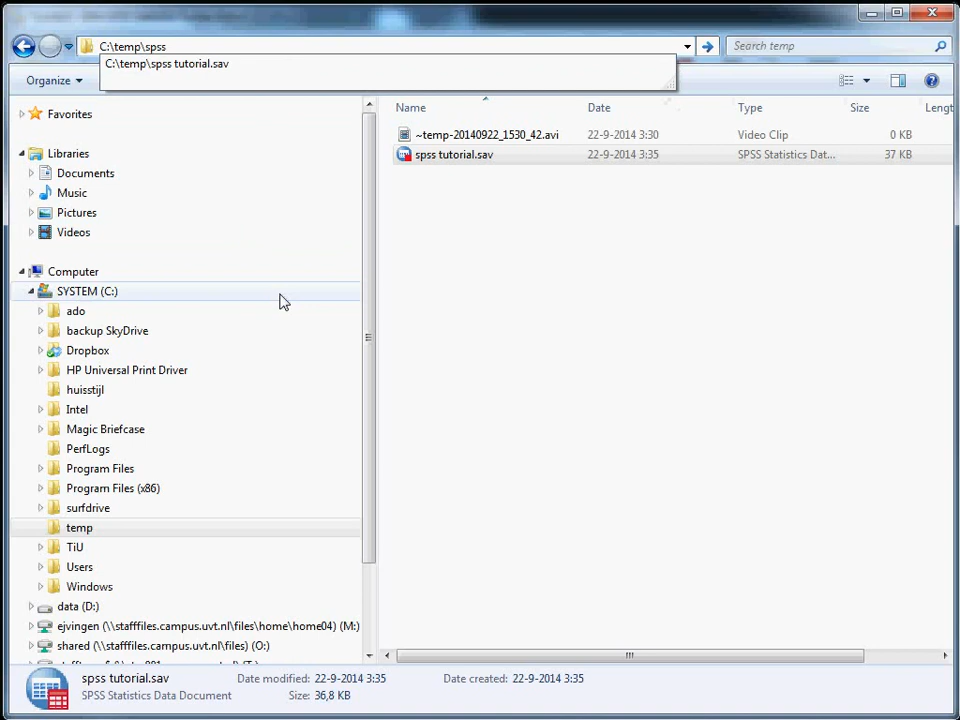 C:\temp\spss
Search temp
C:\temp\spss tutorial.sav
Organize
Name Date Type Size Lengt
Favorites
~temp-20140922_1530_42.avi 22-9-2014 3:30 Video Clip 0 KB
spss tutorial.sav 22-9-2014 3:35 SPSS Statistics Dat... 37 KB
Libraries
Documents
Music
Pictures
Videos
Computer
SYSTEM (C:)
ado
backup SkyDrive
Dropbox
HP Universal Print Driver
huisstijl
Intel
Magic Briefcase
PerfLogs
Program Files
Program Files (x86)
surfdrive
temp
TiU
Users
Windows
data (D:)
ejvingen (\\stafffiles.campus.uvt.nl\files\home\home04) (M:)
shared (\\stafffiles.campus.uvt.nl\files) (O:)
spss tutorial.sav Date modified: 22-9-2014 3:35 Date created: 22-9-2014 3:35
SPSS Statistics Data Document Size: 36,8 KB